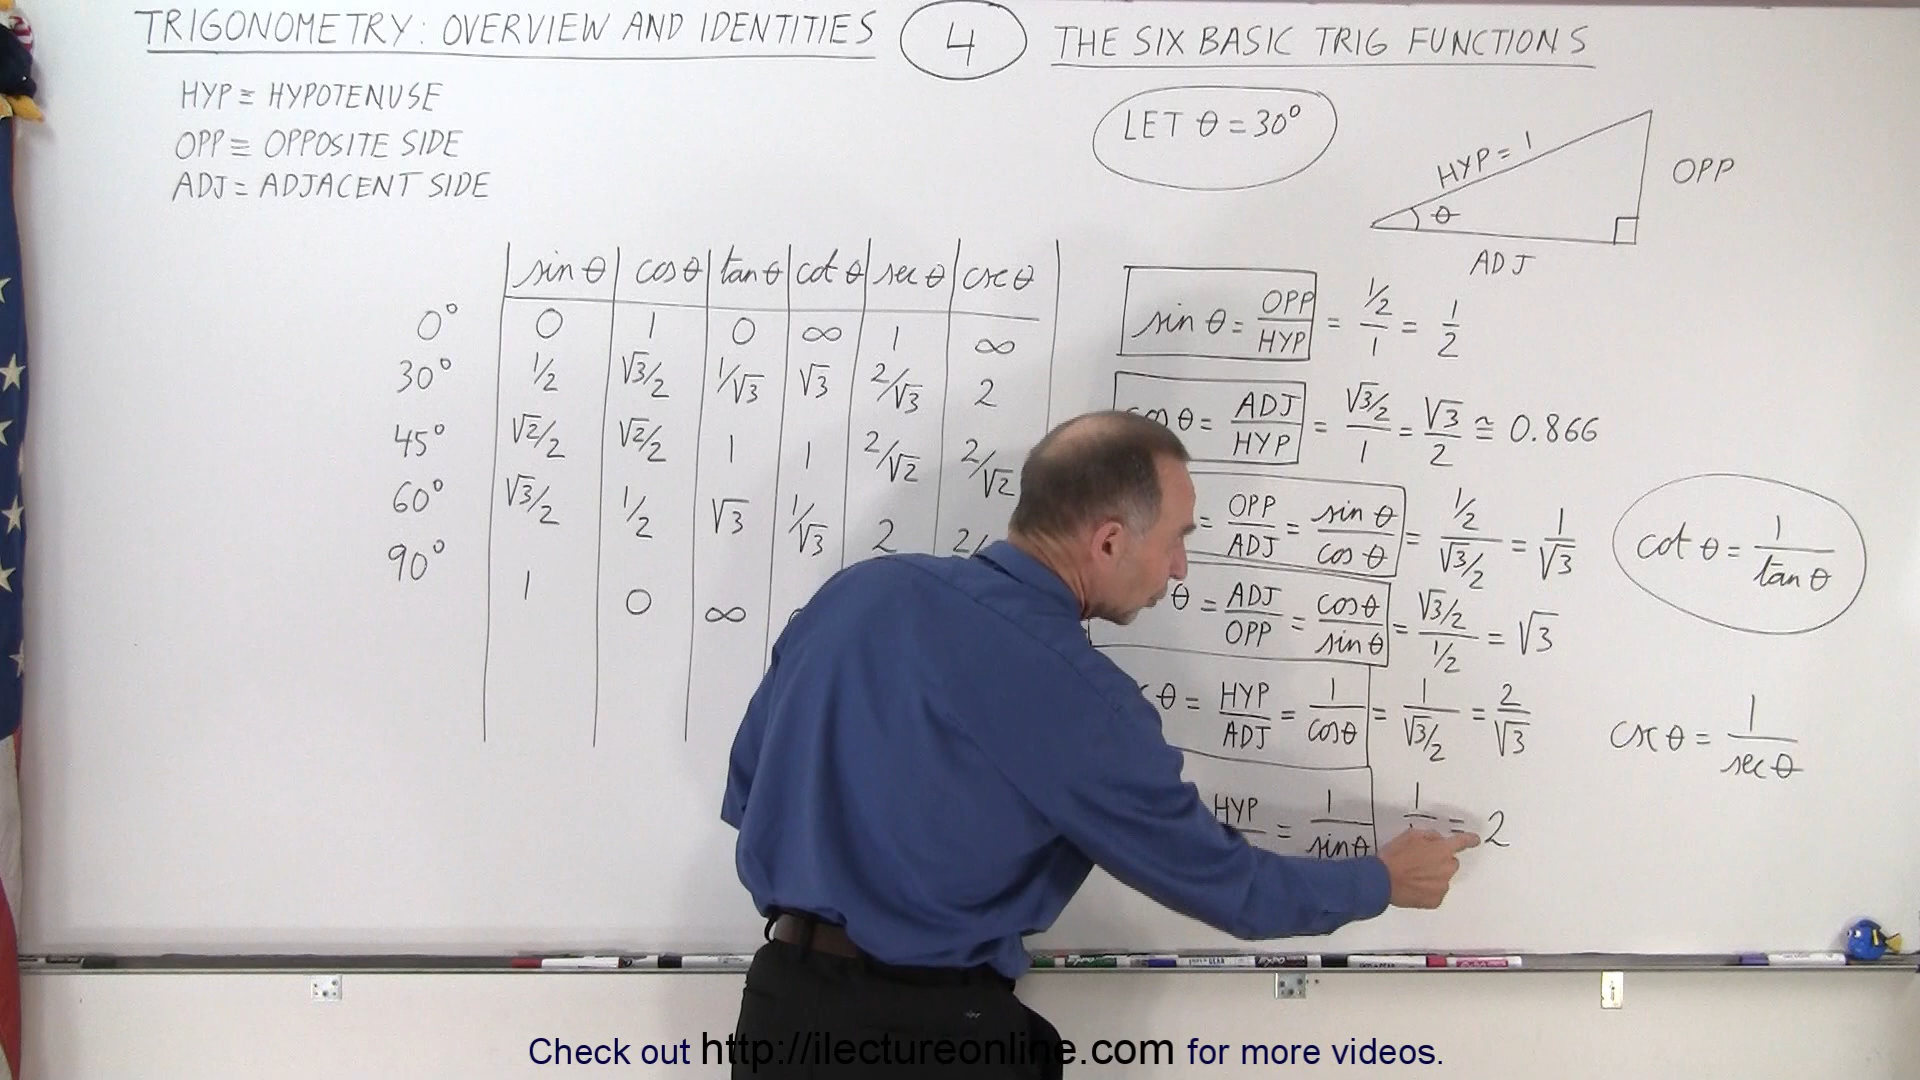 TRIGONOMETRY: OVERVIEW AND IDENTITIES 4 THE SIX BASIC TRIG FUNCTIONS
HYP ≡ HYPOTENUSE
OPP ≡ OPPOSITE SIDE
ADJ = ADJACENT SIDE
LET θ = 30°
HYP = 1
OPP
θ
ADJ
sin θ cos θ tan θ cot θ sec θ csc θ
0° 0 1 0 ∞ 1 ∞
30° 1/2 √3/2 1/√3 √3 2/√3 2
45° √2/2 √2/2 1 1 2/√2 2/√2
60° √3/2 1/2 √3 1/√3 2 2/
90° 1 0 ∞
sin θ = OPP/HYP = 1/2/1 = 1/2
cos θ = ADJ/HYP = √3/2/1 = √3/2 ≅ 0.866
= OPP/ADJ = sin θ/cos θ = 1/2/√3/2 = 1/√3
θ = ADJ/OPP = cos θ/sin θ = √3/2/1/2 = √3
θ = HYP/ADJ = 1/cos θ = 1/√3/2 = 2/√3
HYP = 1/sin θ 1 = 2
cot θ = 1/tan θ
csc θ = 1/sec θ
Check out http://ilectureonline.com for more videos.